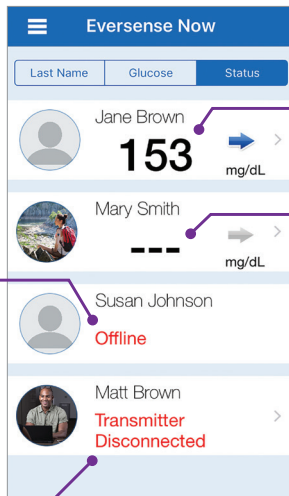 Eversense Now
Last Name Glucose Status
Jane Brown
153
mg/dL
Mary Smith
---
mg/dL
Susan Johnson
Offline
Matt Brown
Transmitter
Disconnected